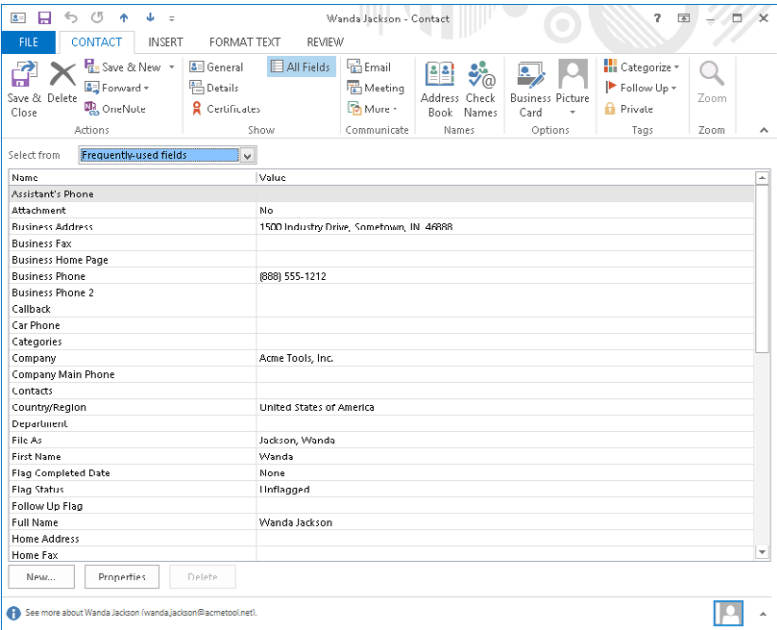 Wanda Jackson - Contact
?
FILE CONTACT INSERT FORMAT TEXT REVIEW
Save & Close
Delete
Save & New
Forward
OneNote
Actions
General
Details
Certificates
All Fields
Show
Email
Meeting
More
Communicate
Address Book
Check Names
Names
Business Card
Picture
Options
Categorize
Follow Up
Private
Tags
Zoom
Zoom
Select from Frequently-used fields
Name Value
Assistant's Phone
Attachment No
Business Address 1500 Industry Drive, Sometown, IN 46888
Business Fax
Business Home Page
Business Phone (888) 555-1212
Business Phone 2
Callback
Car Phone
Categories
Company Acme Tools, Inc.
Company Main Phone
Contacts
Country/Region United States of America
Department
File As Jackson, Wanda
First Name Wanda
Flag Completed Date None
Flag Status Unflagged
Follow Up Flag
Full Name Wanda Jackson
Home Address
Home Fax
New... Properties Delete
See more about Wanda Jackson (wanda.jackson@acmetool.net).